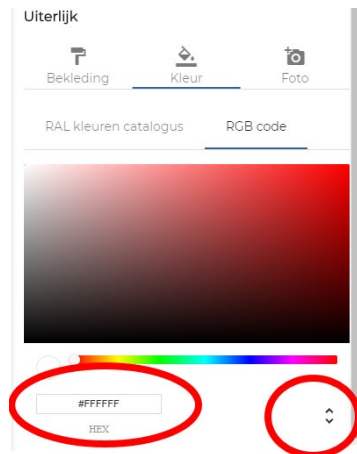 Uiterlijk
Bekleding Kleur Foto
RAL kleuren catalogus RGB code
#FFFFFF
HEX